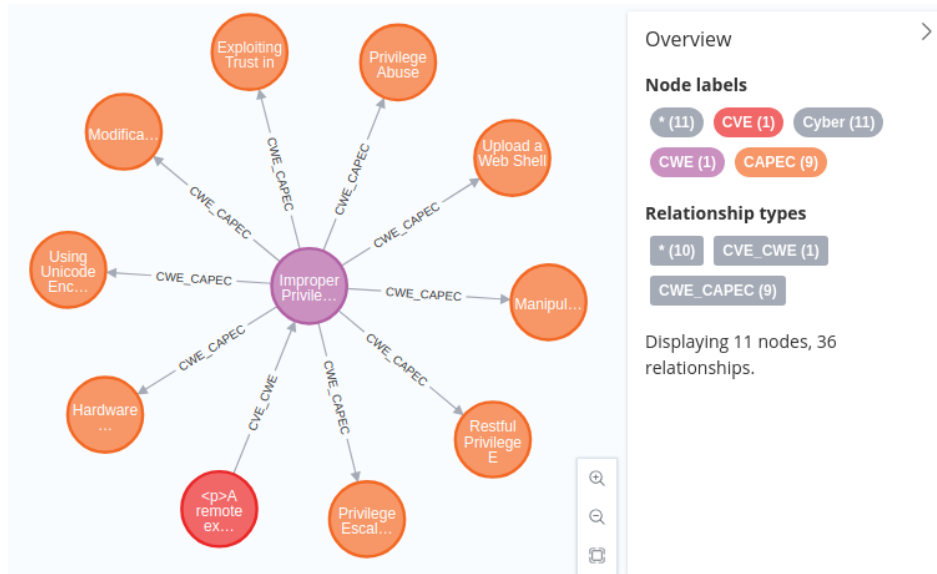 Exploiting
Trust in
Privilege
Abuse
Modifica...
Upload a
Web Shell
Using
Unicode
Enc...
Improper
Privile...
Manipul...
Hardware
...
Restful
Privilege
E
<p>A
remote
ex...
Privilege
Escal...
CWE_CAPEC
CWE_CAPEC
CWE_CAPEC
CWE_CAPEC
CWE_CAPEC
CWE_CAPEC
CWE_CAPEC
CWE_CAPEC
CWE_CAPEC
CVE_CWE
Overview
Node labels
* (11) CVE (1) Cyber (11)
CWE (1) CAPEC (9)
Relationship types
* (10) CVE_CWE (1)
CWE_CAPEC (9)
Displaying 11 nodes, 36
relationships.